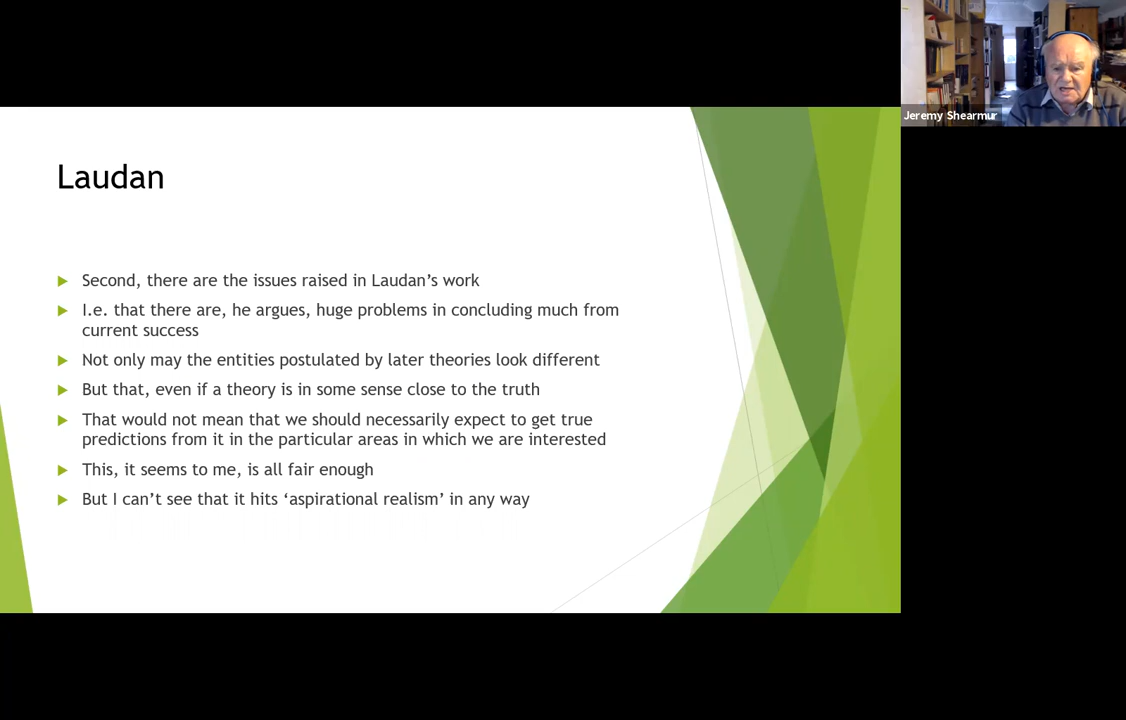 Jeremy Shearmur
Laudan
Second, there are the issues raised in Laudan’s work
I.e. that there are, he argues, huge problems in concluding much from
current success
Not only may the entities postulated by later theories look different
But that, even if a theory is in some sense close to the truth
That would not mean that we should necessarily expect to get true
predictions from it in the particular areas in which we are interested
This, it seems to me, is all fair enough
But I can’t see that it hits ‘aspirational realism’ in any way